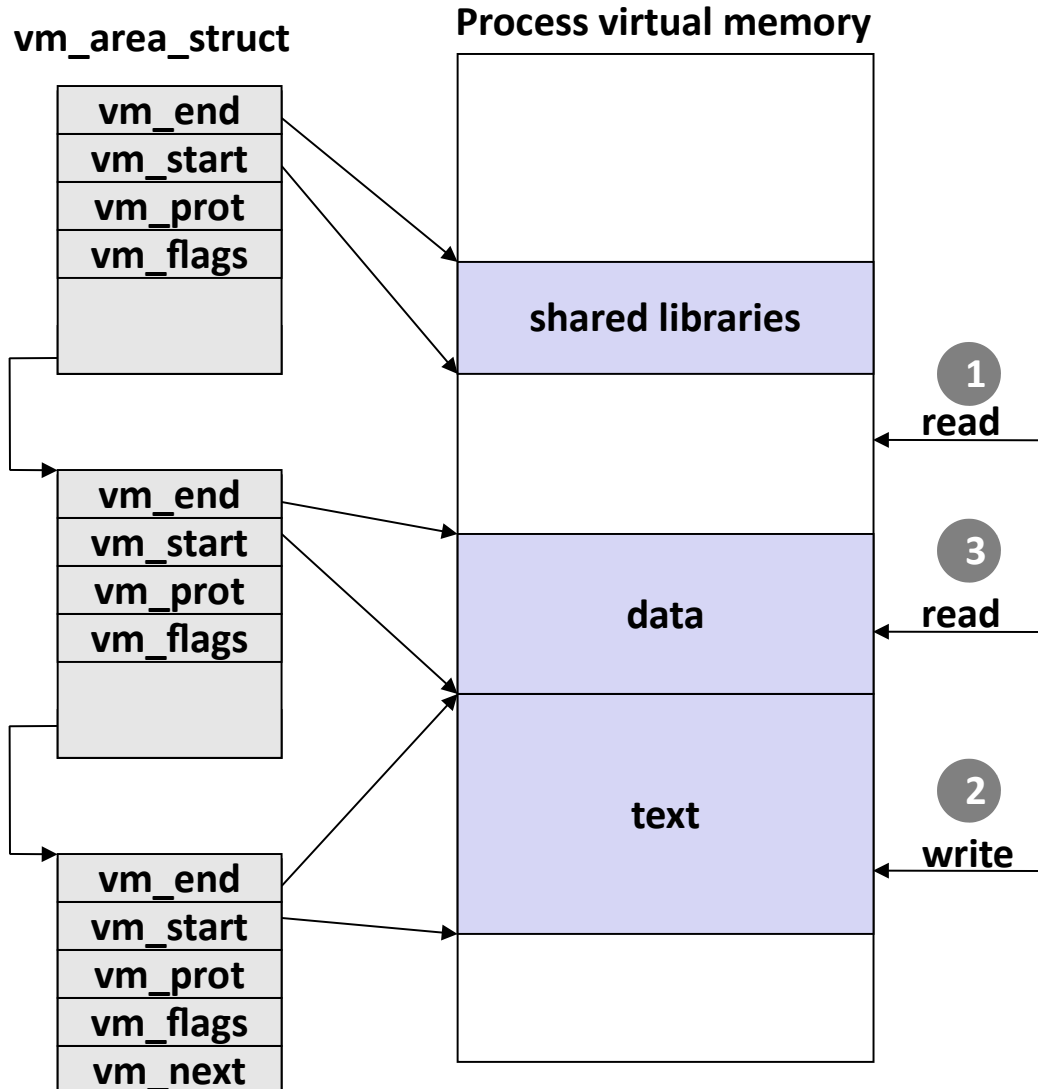 Process virtual memory
vm_area_struct
vm_end
vm_start
vm_prot
vm_flags
shared libraries
1
read
vm_end
vm_start
vm_prot
vm_flags
data
3
read
text
2
write
vm_end
vm_start
vm_prot
vm_flags
vm_next